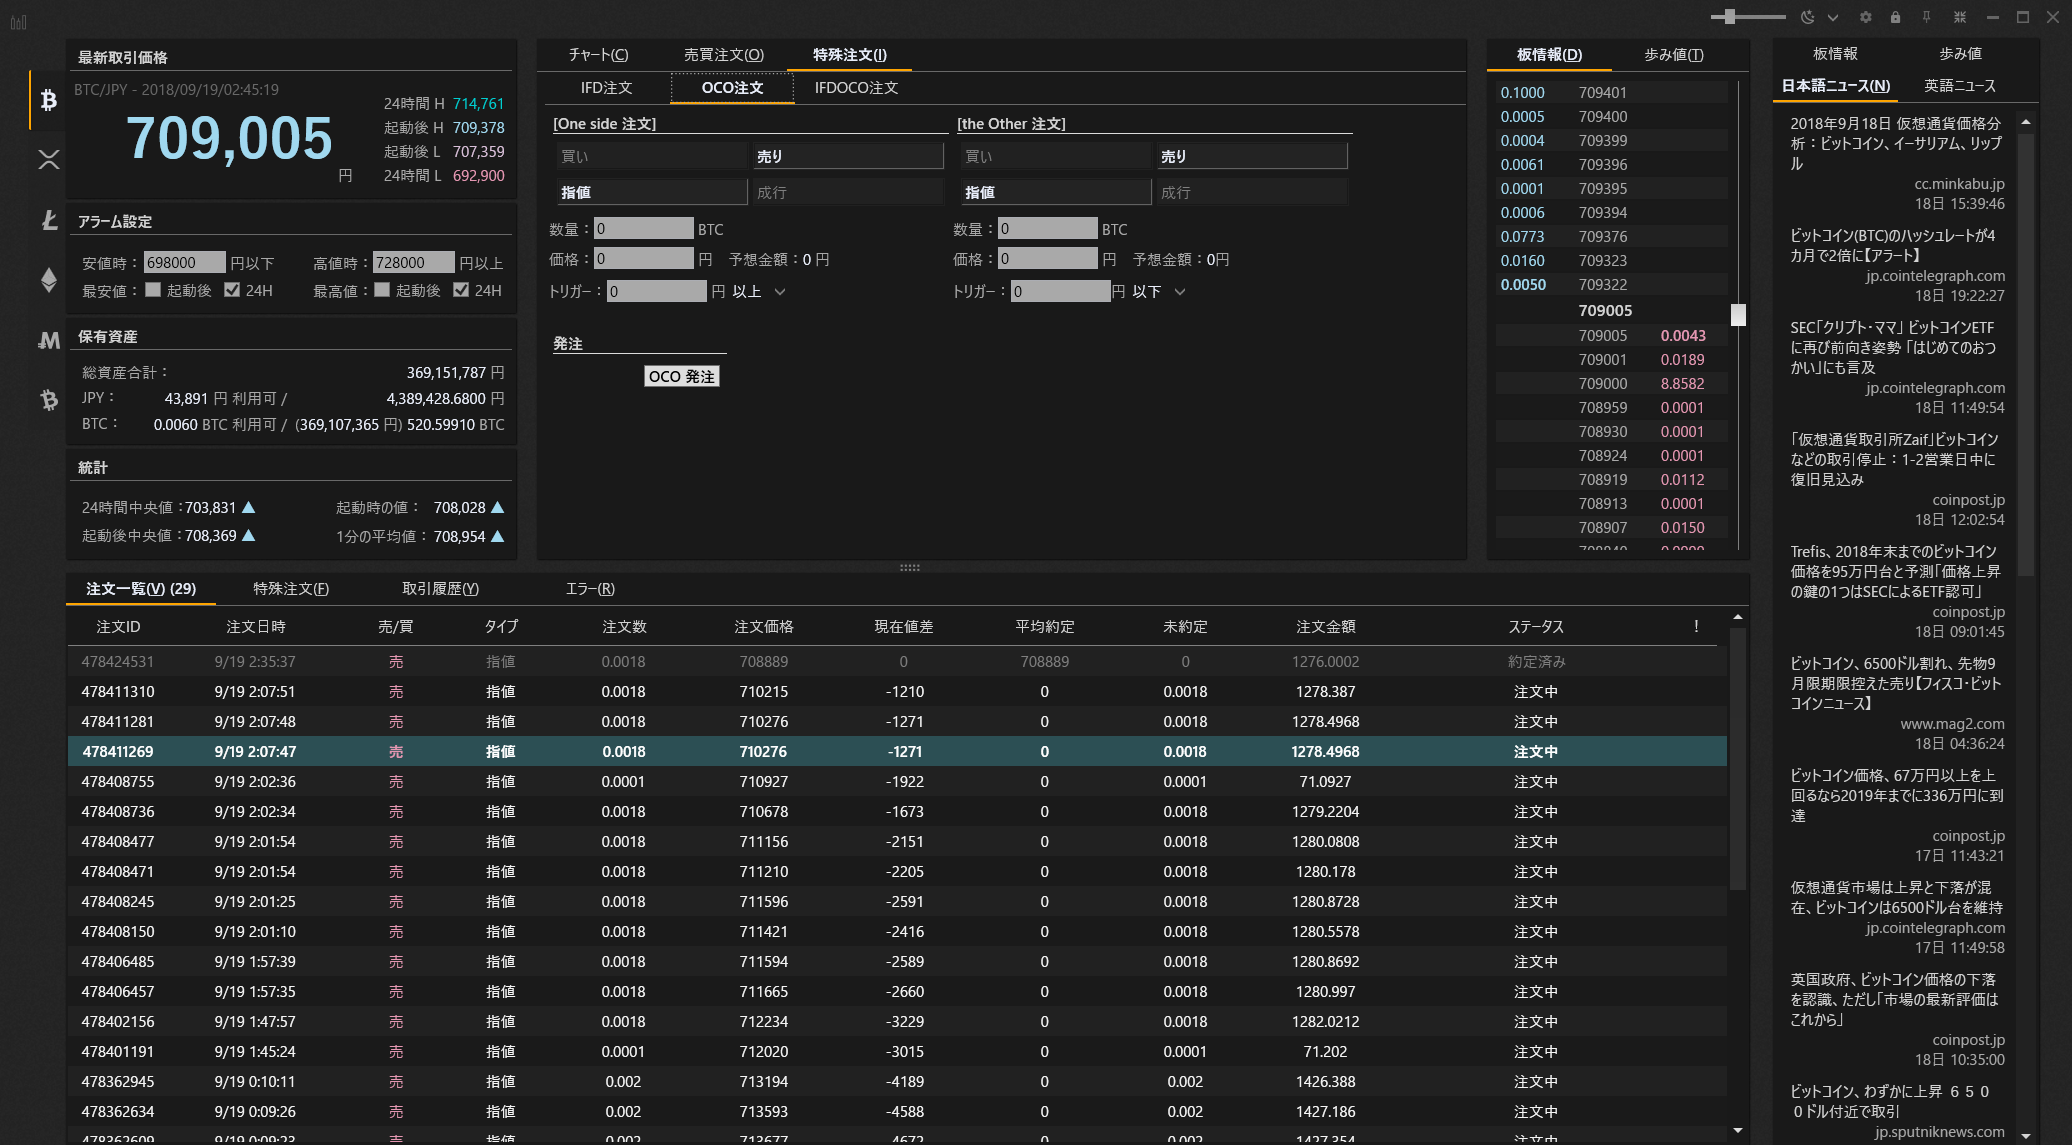 最新取引価格
BTC/JPY - 2018/09/19/02:45:19
709,005
円
24時間 H 714,761
起動後 H 709,378
起動後 L 707,359
24時間 L 692,900
アラーム設定
安値時： 698000 円以下 高値時： 728000 円以上
最安値： 起動後 24H 最高値： 起動後 24H
保有資産
総資産合計： 369,151,787 円
JPY： 43,891 円 利用可 / 4,389,428.6800 円
BTC： 0.0060 BTC 利用可 / (369,107,365 円) 520.59910 BTC
統計
24時間中央値：703,831 ▲ 起動時の値： 708,028 ▲
起動後中央値：708,369 ▲ 1分の平均値： 708,954 ▲
チャート(C) 売買注文(O) 特殊注文(I)
IFD注文 OCO注文 IFDOCO注文
[One side 注文] [the Other 注文]
買い 売り 買い 売り
指値 成行 指値 成行
数量： 0 BTC 数量： 0 BTC
価格： 0 円 予想金額：0 円 価格： 0 円 予想金額：0円
トリガー： 0 円 以上 トリガー： 0 円 以下
発注
OCO 発注
板情報(D) 歩み値(T)
0.1000 709401
0.0005 709400
0.0004 709399
0.0061 709396
0.0001 709395
0.0006 709394
0.0773 709376
0.0160 709323
0.0050 709322
709005
709005 0.0043
709001 0.0189
709000 8.8582
708959 0.0001
708930 0.0001
708924 0.0001
708919 0.0112
708913 0.0001
708907 0.0150
板情報 歩み値
日本語ニュース(N) 英語ニュース
2018年9月18日 仮想通貨価格分
析：ビットコイン、イーサリアム、リップ
ル
cc.minkabu.jp
18日 15:39:46
ビットコイン(BTC)のハッシュレートが4
カ月で2倍に【アラート】
jp.cointelegraph.com
18日 19:22:27
SEC「クリプト・ママ」 ビットコインETF
に再び前向き姿勢 「はじめてのおつ
かい」にも言及
jp.cointelegraph.com
18日 11:49:54
「仮想通貨取引所Zaif」ビットコイン
などの取引停止：1-2営業日中に
復旧見込み
coinpost.jp
18日 12:02:54
Trefis、2018年末までのビットコイン
価格を95万円台と予測「価格上昇
の鍵の1つはSECによるETF認可」
coinpost.jp
18日 09:01:45
ビットコイン、6500ドル割れ、先物9
月限期限控えた売り【フィスコ・ビット
コインニュース】
www.mag2.com
18日 04:36:24
ビットコイン価格、67万円以上を上
回るなら2019年までに336万円に到
達
coinpost.jp
17日 11:43:21
仮想通貨市場は上昇と下落が混
在、ビットコインは6500ドル台を維持
jp.cointelegraph.com
17日 11:49:58
英国政府、ビットコイン価格の下落
を認識、ただし「市場の最新評価は
これから」
coinpost.jp
18日 10:35:00
ビットコイン、わずかに上昇 ６５０
０ドル付近で取引
jp.sputniknews.com
注文一覧(V) (29) 特殊注文(F) 取引履歴(Y) エラー(R)
注文ID 注文日時 売/買 タイプ 注文数 注文価格 現在値差 平均約定 未約定 注文金額 ステータス !
478424531 9/19 2:35:37 売 指値 0.0018 708889 0 708889 0 1276.0002 約定済み
478411310 9/19 2:07:51 売 指値 0.0018 710215 -1210 0 0.0018 1278.387 注文中
478411281 9/19 2:07:48 売 指値 0.0018 710276 -1271 0 0.0018 1278.4968 注文中
478411269 9/19 2:07:47 売 指値 0.0018 710276 -1271 0 0.0018 1278.4968 注文中
478408755 9/19 2:02:36 売 指値 0.0001 710927 -1922 0 0.0001 71.0927 注文中
478408736 9/19 2:02:34 売 指値 0.0018 710678 -1673 0 0.0018 1279.2204 注文中
478408477 9/19 2:01:54 売 指値 0.0018 711156 -2151 0 0.0018 1280.0808 注文中
478408471 9/19 2:01:54 売 指値 0.0018 711210 -2205 0 0.0018 1280.178 注文中
478408245 9/19 2:01:25 売 指値 0.0018 711596 -2591 0 0.0018 1280.8728 注文中
478408150 9/19 2:01:10 売 指値 0.0018 711421 -2416 0 0.0018 1280.5578 注文中
478406485 9/19 1:57:39 売 指値 0.0018 711594 -2589 0 0.0018 1280.8692 注文中
478406457 9/19 1:57:35 売 指値 0.0018 711665 -2660 0 0.0018 1280.997 注文中
478402156 9/19 1:47:57 売 指値 0.0018 712234 -3229 0 0.0018 1282.0212 注文中
478401191 9/19 1:45:24 売 指値 0.0001 712020 -3015 0 0.0001 71.202 注文中
478362945 9/19 0:10:11 売 指値 0.002 713194 -4189 0 0.002 1426.388 注文中
478362634 9/19 0:09:26 売 指値 0.002 713593 -4588 0 0.002 1427.186 注文中
478362609 9/19 0:09:23 売 指値 0.002 713677 -4672 0 0.002 1427.354 注文中